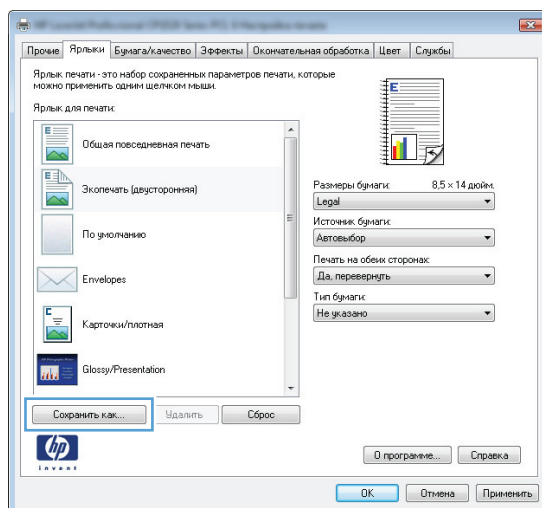 Прочие Ярлыки Бумага/качество Эффекты Окончательная обработка Цвет Службы
Ярлык печати - это набор сохраненных параметров печати, которые
можно применить одним щелчком мыши.
Ярлык для печати:
Общая повседневная печать
Экопечать (двусторонняя)
По умолчанию
Envelopes
Карточки/плотная
Glossy/Presentation
Сохранить как... Удалить Сброс
Размеры бумаги: 8,5 × 14 дюйм.
Legal
Источник бумаги:
Автовыбор
Печать на обеих сторонах:
Да, перевернуть
Тип бумаги:
Не указано
hp
invent
О программе... Справка
OK Отмена Применить